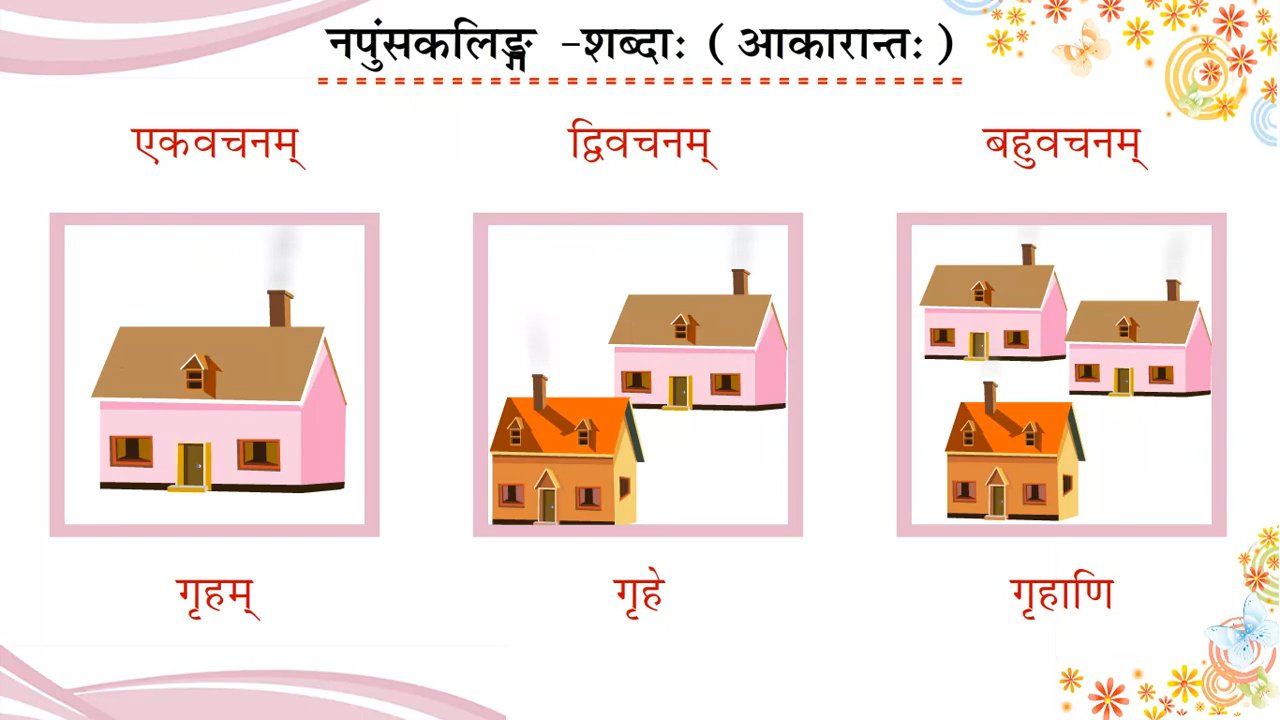 नपुंसकलिङ्ग -शब्दाः ( आकारान्तः )
एकवचनम् द्विवचनम् बहुवचनम्
गृहम् गृहे गृहाणि